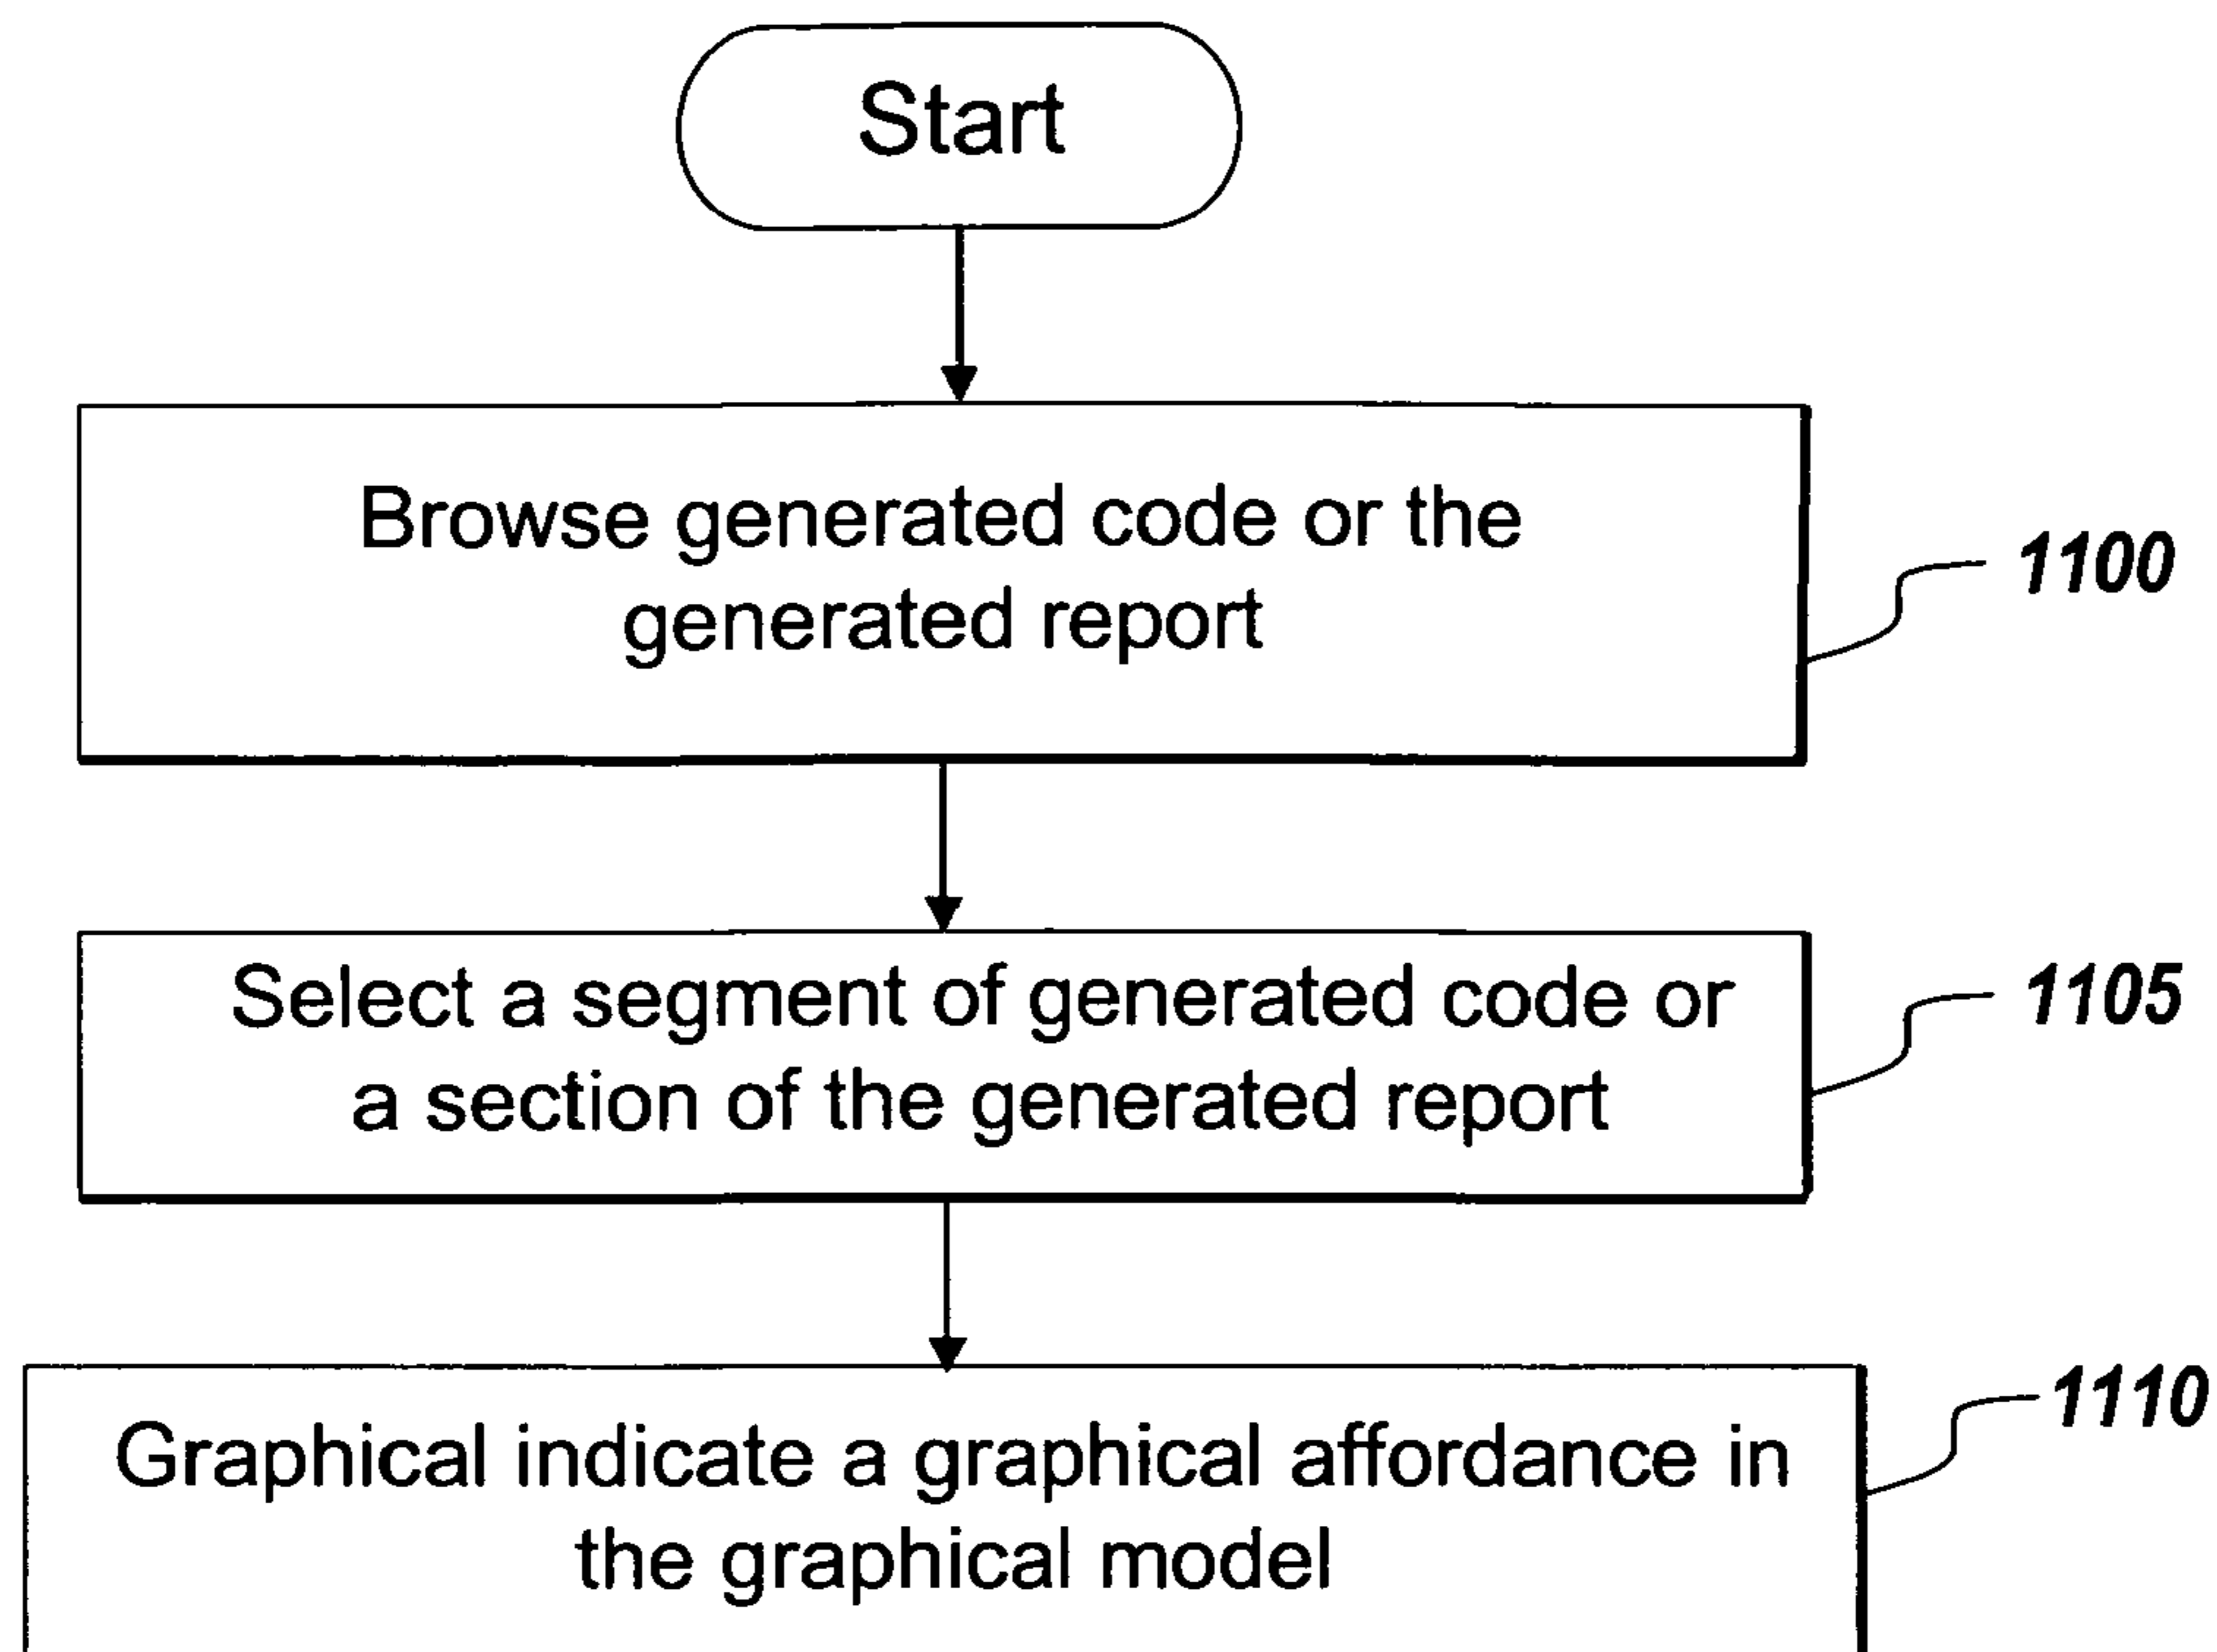 Start
Browse generated code or the
generated report
1100
Select a segment of generated code or
a section of the generated report
1105
Graphical indicate a graphical affordance in
the graphical model
1110